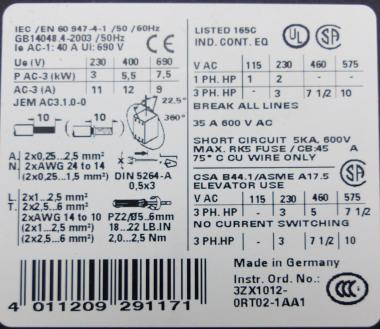 IEC /EN 60 947-4-1 /50 /60Hz
GB14048.4-2003 /50Hz
Ie AC-1: 40 A Ui: 690 V
CE
Ue (V) 230 400 690
P AC-3 (kW) 3 5,5 7,5
AC-3 (A) 11 12 9
JEM AC3.1.0-0
22,5°
360°
10
( 10 )
A. 2x0,25...2,5 mm²
N. 2xAWG 24 to 14
(2x0,25...1,5 mm²)
x 3
DIN 5264-A
0,5x3
L. 2x1...2,5 mm²
T. 2x2,5...6 mm²
2xAWG 14 to 10
(2x1...2,5 mm²)
(2x2,5...6 mm²)
PZ2/Ø5..6mm
18...22 LB.IN
2,0...2,5 Nm
4 011209 291171
LISTED 165C
IND. CONT. EQ
UL
SA
V AC 115 230 460 575
1 PH. HP 1 2 - -
3 PH. HP - 3 7 1/2 10
BREAK ALL LINES
35 A 600 V AC
SHORT CIRCUIT 5KA, 600V
MAX. RK5 FUSE /CB:45 A
75° C CU WIRE ONLY
CSA B44.1/ASME A17.5
ELEVATOR USE
SA
V AC 115 230 460 575
3 PH. HP - 3 5 7 1/2
NO CURRENT SWITCHING
3 PH. HP - 3 7 1/2 10
Made in Germany
Instr. Ord. No.:
3ZX1012-
0RT02-1AA1
CCC